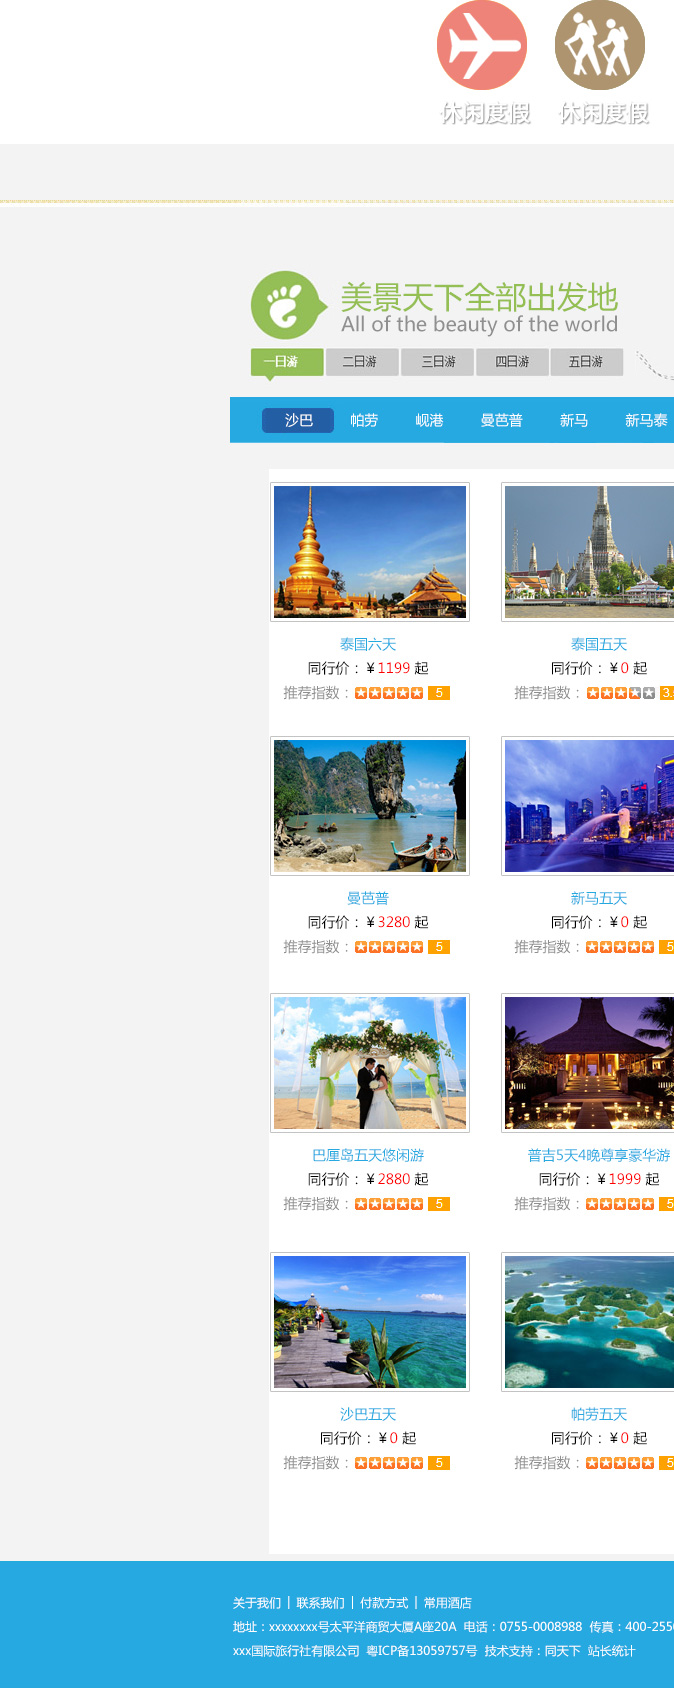 休闲度假 休闲度假
美景天下全部出发地
All of the beauty of the world
一日游 二日游 三日游 四日游 五日游
沙巴 帕劳 岘港 曼芭普 新马 新马泰
泰国六天 泰国五天
同行价：¥1199 起 同行价：¥0 起
推荐指数： 5 推荐指数： 3.
曼芭普 新马五天
同行价：¥3280 起 同行价：¥0 起
推荐指数： 5 推荐指数： 5
巴厘岛五天悠闲游 普吉5天4晚尊享豪华游
同行价：¥2880 起 同行价：¥1999 起
推荐指数： 5 推荐指数： 5
沙巴五天 帕劳五天
同行价：¥0 起 同行价：¥0 起
推荐指数： 5 推荐指数： 5
关于我们 | 联系我们 | 付款方式 | 常用酒店
地址：xxxxxxxx号太平洋商贸大厦A座20A 电话：0755-0008988 传真：400-255
xxx国际旅行社有限公司 粤ICP备13059757号 技术支持：同天下 站长统计